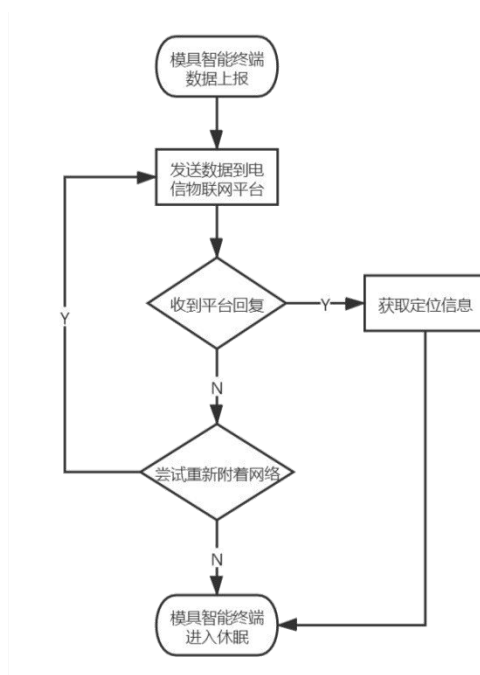 模具智能终端
数据上报
发送数据到电
信物联网平台
收到平台回复
Y
获取定位信息
Y
N
尝试重新附着网络
N
模具智能终端
进入休眠